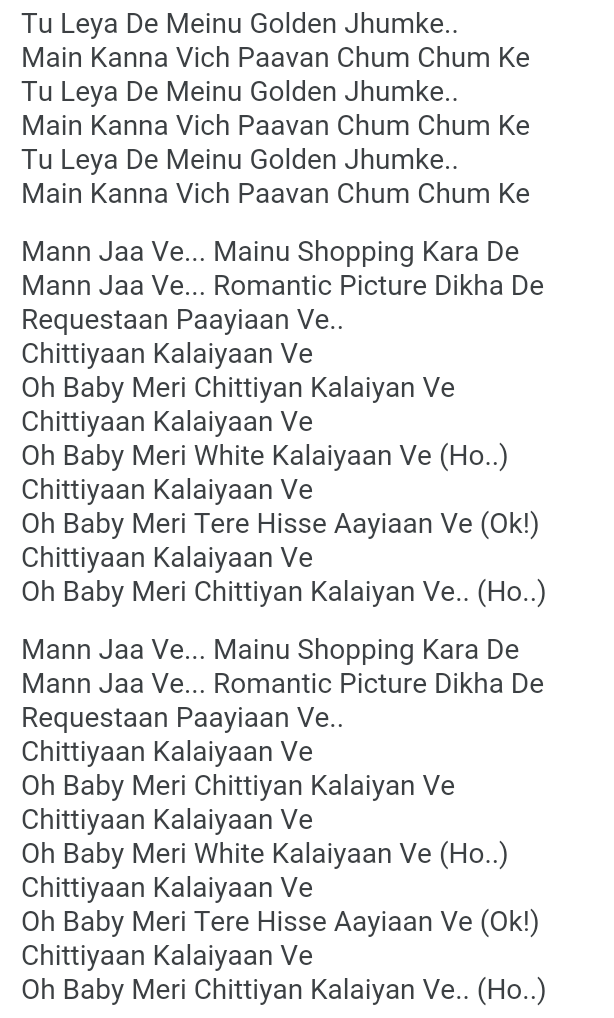 Tu Leya De Meinu Golden Jhumke..
Main Kanna Vich Paavan Chum Chum Ke
Tu Leya De Meinu Golden Jhumke..
Main Kanna Vich Paavan Chum Chum Ke
Tu Leya De Meinu Golden Jhumke..
Main Kanna Vich Paavan Chum Chum Ke
Mann Jaa Ve... Mainu Shopping Kara De
Mann Jaa Ve... Romantic Picture Dikha De
Requestaan Paayiaan Ve..
Chittiyaan Kalaiyaan Ve
Oh Baby Meri Chittiyan Kalaiyan Ve
Chittiyaan Kalaiyaan Ve
Oh Baby Meri White Kalaiyaan Ve (Ho..)
Chittiyaan Kalaiyaan Ve
Oh Baby Meri Tere Hisse Aayiaan Ve (Ok!)
Chittiyaan Kalaiyaan Ve
Oh Baby Meri Chittiyan Kalaiyan Ve.. (Ho..)
Mann Jaa Ve... Mainu Shopping Kara De
Mann Jaa Ve... Romantic Picture Dikha De
Requestaan Paayiaan Ve..
Chittiyaan Kalaiyaan Ve
Oh Baby Meri Chittiyan Kalaiyan Ve
Chittiyaan Kalaiyaan Ve
Oh Baby Meri White Kalaiyaan Ve (Ho..)
Chittiyaan Kalaiyaan Ve
Oh Baby Meri Tere Hisse Aayiaan Ve (Ok!)
Chittiyaan Kalaiyaan Ve
Oh Baby Meri Chittiyan Kalaiyan Ve.. (Ho..)